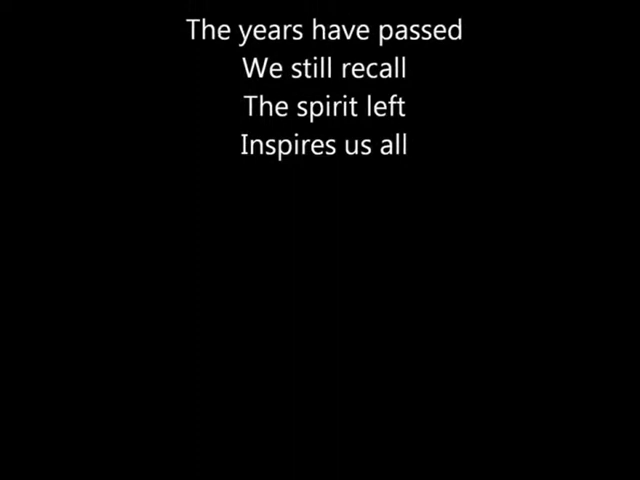 The years have passed
We still recall
The spirit left
Inspires us all